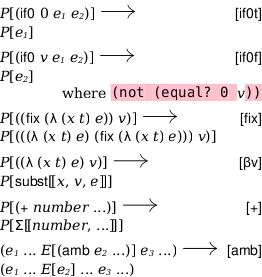 P[(if0 0 e₁ e₂)] ⟶ [if0t]
P[e₁]
P[(if0 v e₁ e₂)] ⟶ [if0f]
P[e₂]
where (not (equal? 0 v))
P[((fix (λ (x t) e)) v)] ⟶ [fix]
P[(((λ (x t) e) (fix (λ (x t) e))) v)]
P[((λ (x t) e) v)] ⟶ [βv]
P[subst⟦x, v, e⟧]
P[(+ number ...)] ⟶ [+]
P[Σ⟦number, ...⟧]
(e₁ ... E[(amb e₂ ...)] e₃ ...) ⟶ [amb]
(e₁ ... E[e₂] ... e₃ ...)